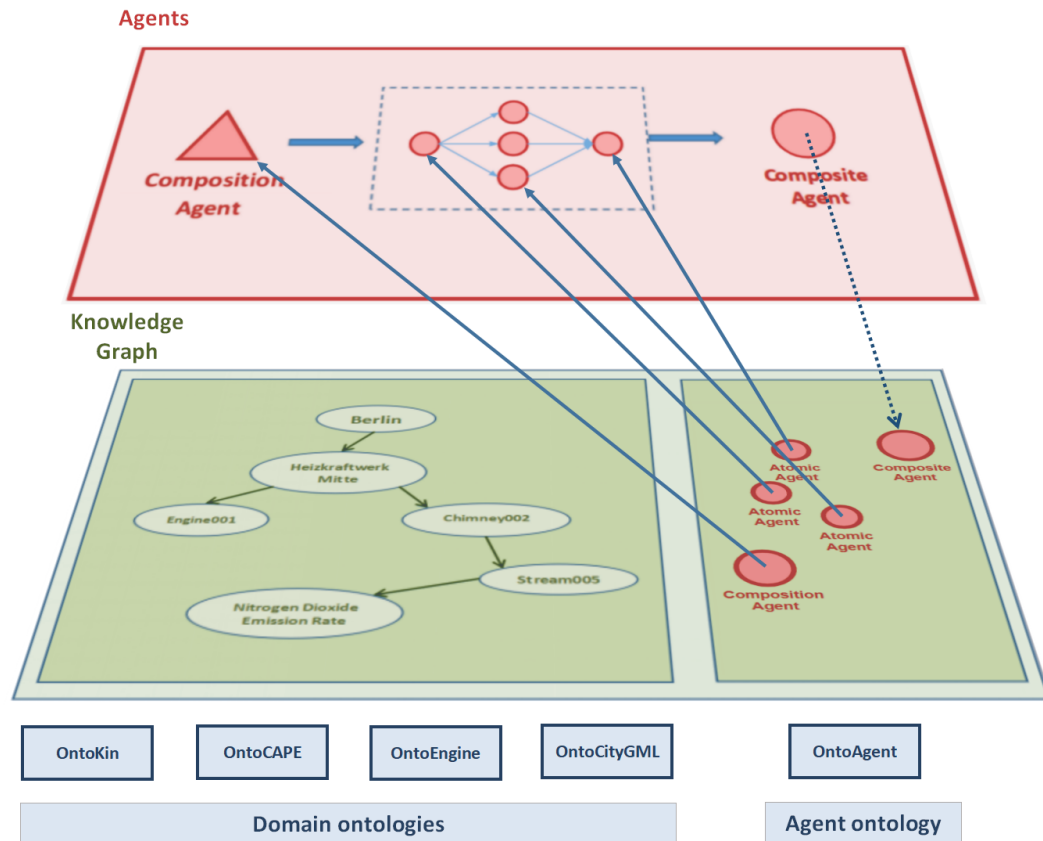 Agents
Composition
Agent
Composite
Agent
Knowledge
Graph
Berlin
Heizkraftwerk
Mitte
Engine001
Chimney002
Stream005
Nitrogen Dioxide
Emission Rate
Atomic
Agent
Composite
Agent
Atomic
Agent
Atomic
Agent
Composition
Agent
OntoKin
OntoCAPE
OntoEngine
OntoCityGML
OntoAgent
Domain ontologies
Agent ontology